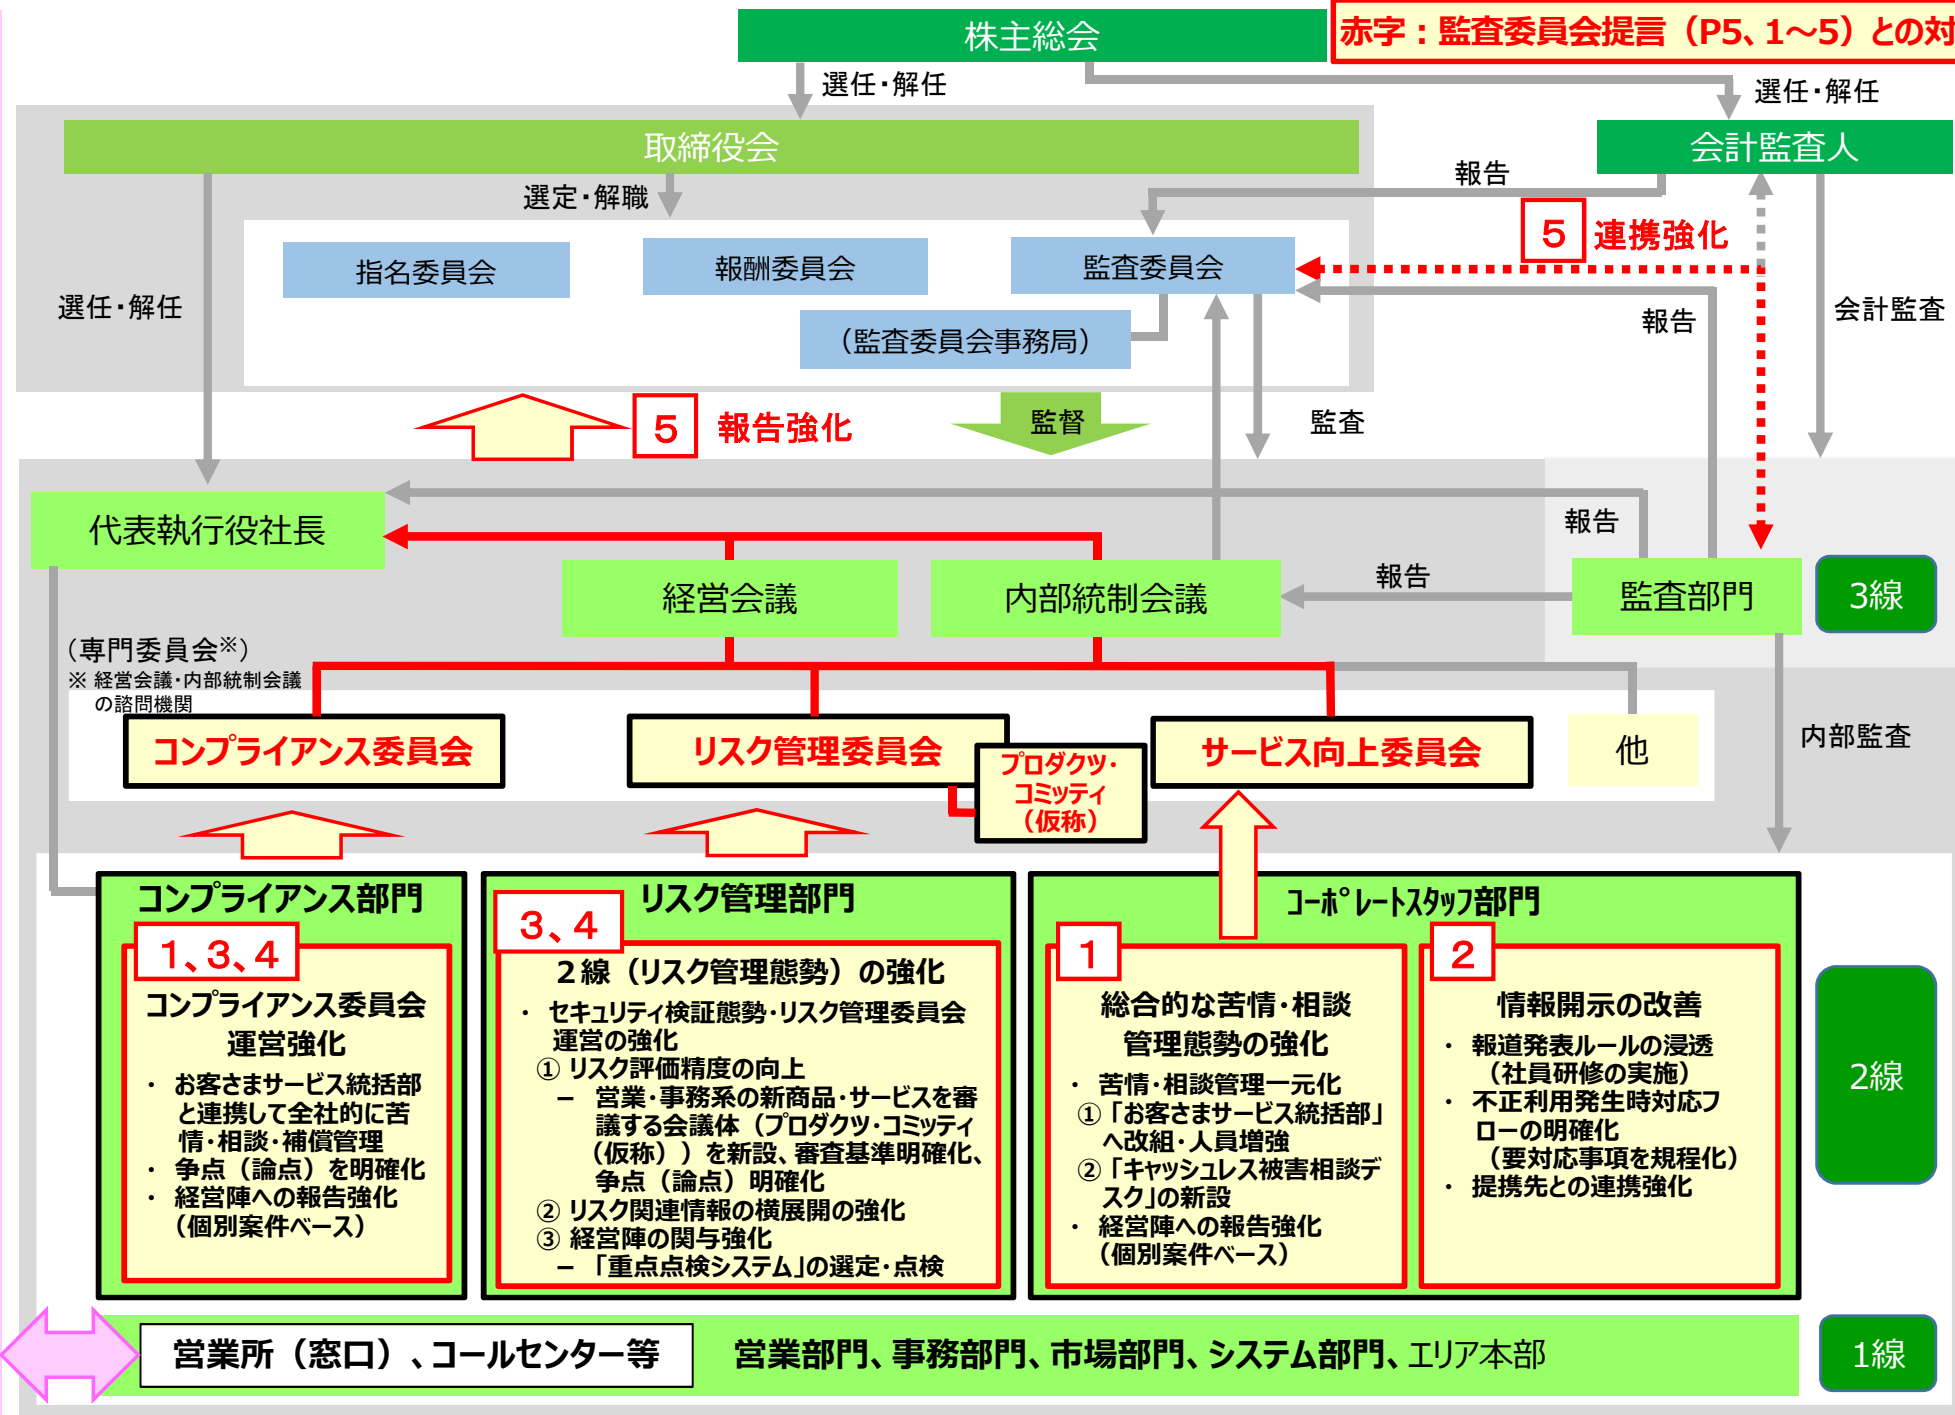 株主総会
赤字：監査委員会提言（P5、1～5）との対
選任・解任
選任・解任
取締役会
会計監査人
報告
選定・解職
5 連携強化
指名委員会
報酬委員会
監査委員会
選任・解任
報告
会計監査
（監査委員会事務局）
5 報告強化
監督
監査
代表執行役社長
報告
経営会議
内部統制会議
報告
監査部門
3線
（専門委員会※）
※ 経営会議・内部統制会議
の諮問機関
コンプライアンス委員会
リスク管理委員会
プロダクツ・
コミッティ
（仮称）
サービス向上委員会
他
内部監査
コンプライアンス部門
1、3、4
コンプライアンス委員会
運営強化
・ お客さまサービス統括部
と連携して全社的に苦
情・相談・補償管理
・ 争点（論点）を明確化
・ 経営陣への報告強化
（個別案件ベース）
リスク管理部門
3、4
２線（リスク管理態勢）の強化
・ セキュリティ検証態勢・リスク管理委員会
運営の強化
① リスク評価精度の向上
－ 営業・事務系の新商品・サービスを審
議する会議体（プロダクツ・コミッティ
（仮称））を新設、審査基準明確化、
争点（論点）明確化
② リスク関連情報の横展開の強化
③ 経営陣の関与強化
－ 「重点点検システム」の選定・点検
ｺｰﾎﾟﾚｰﾄｽﾀｯﾌ部門
1
総合的な苦情・相談
管理態勢の強化
・ 苦情・相談管理一元化
① 「お客さまサービス統括部」
へ改組・人員増強
② 「キャッシュレス被害相談デ
スク」の新設
・ 経営陣への報告強化
（個別案件ベース）
2
情報開示の改善
・ 報道発表ルールの浸透
（社員研修の実施）
・ 不正利用発生時対応フ
ローの明確化
（要対応事項を規程化）
・ 提携先との連携強化
2線
営業所（窓口）、コールセンター等
営業部門、事務部門、市場部門、システム部門、エリア本部
1線